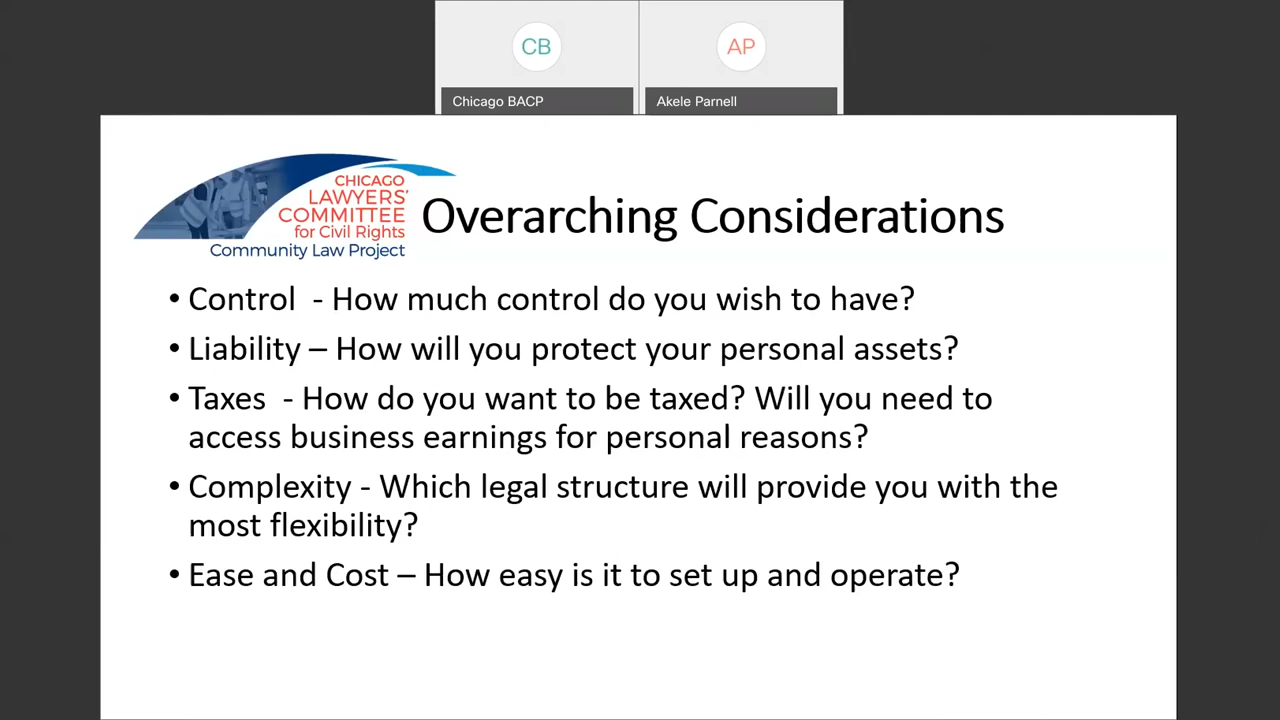 CB
AP
Chicago BACP
Akele Parnell
CHICAGO
LAWYERS'
COMMITTEE
for Civil Rights
Community Law Project
Overarching Considerations
• Control  - How much control do you wish to have?
• Liability – How will you protect your personal assets?
• Taxes  - How do you want to be taxed? Will you need to
access business earnings for personal reasons?
• Complexity - Which legal structure will provide you with the
most flexibility?
• Ease and Cost – How easy is it to set up and operate?